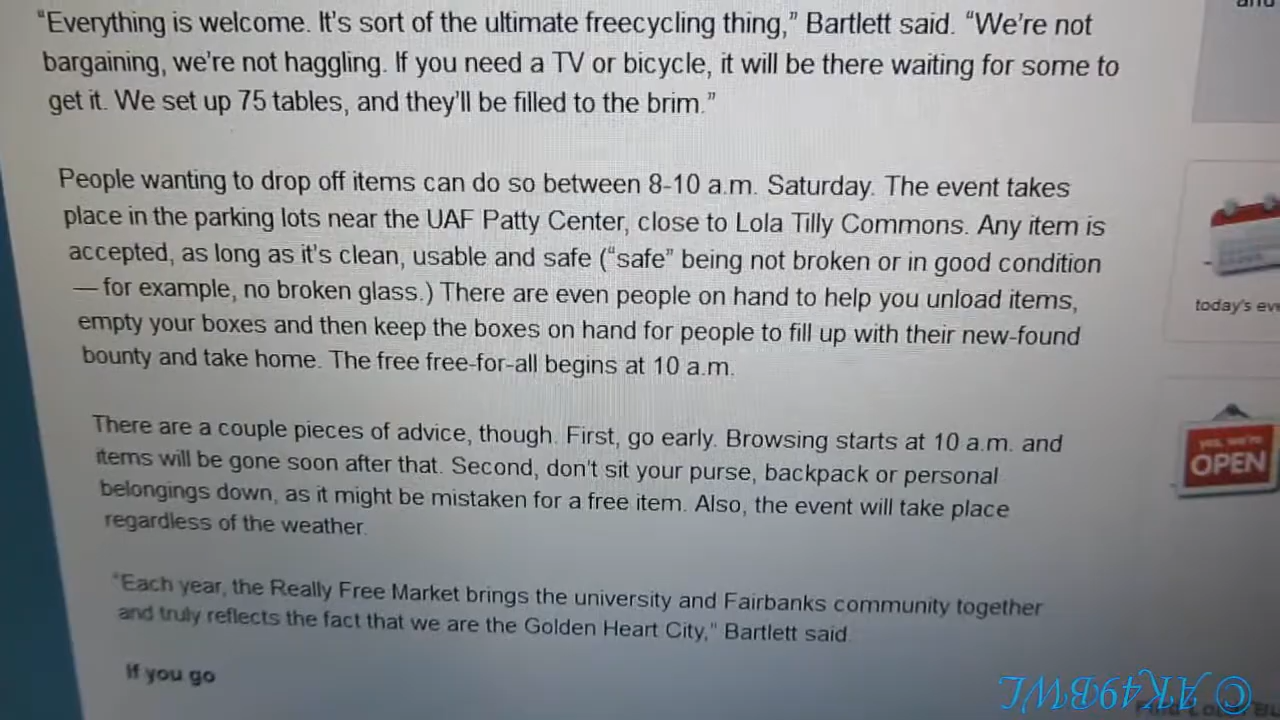 “Everything is welcome. It's sort of the ultimate freecycling thing,” Bartlett said. “We're not
bargaining, we're not haggling. If you need a TV or bicycle, it will be there waiting for some to
get it. We set up 75 tables, and they'll be filled to the brim.”
People wanting to drop off items can do so between 8-10 a.m. Saturday. The event takes
place in the parking lots near the UAF Patty Center, close to Lola Tilly Commons. Any item is
accepted, as long as it's clean, usable and safe (“safe” being not broken or in good condition
— for example, no broken glass.) There are even people on hand to help you unload items,
empty your boxes and then keep the boxes on hand for people to fill up with their new-found
bounty and take home. The free free-for-all begins at 10 a.m.
There are a couple pieces of advice, though. First, go early. Browsing starts at 10 a.m. and
items will be gone soon after that. Second, don't sit your purse, backpack or personal
belongings down, as it might be mistaken for a free item. Also, the event will take place
regardless of the weather.
“Each year, the Really Free Market brings the university and Fairbanks community together
and truly reflects the fact that we are the Golden Heart City,” Bartlett said.
If you go
and
today's eve
yes, we're
OPEN